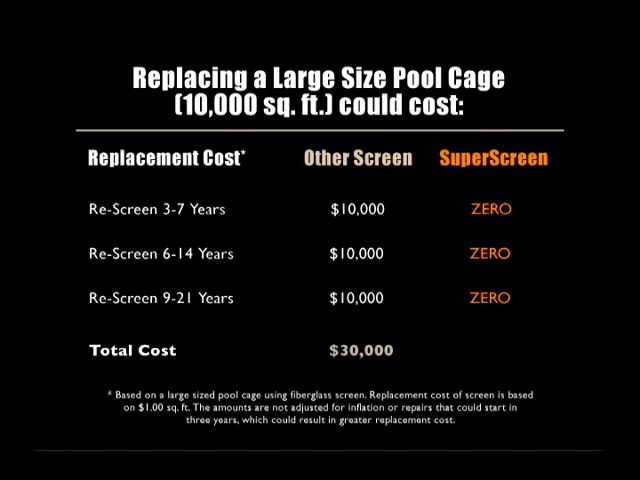 Replacing a Large Size Pool Cage
(10,000 sq. ft.) could cost:
Replacement Cost* Other Screen SuperScreen
Re-Screen 3-7 Years $10,000 ZERO
Re-Screen 6-14 Years $10,000 ZERO
Re-Screen 9-21 Years $10,000 ZERO
Total Cost $30,000
* Based on a large sized pool cage using fiberglass screen. Replacement cost of screen is based
on $1.00 sq. ft. The amounts are not adjusted for inflation or repairs that could start in
three years, which could result in greater replacement cost.